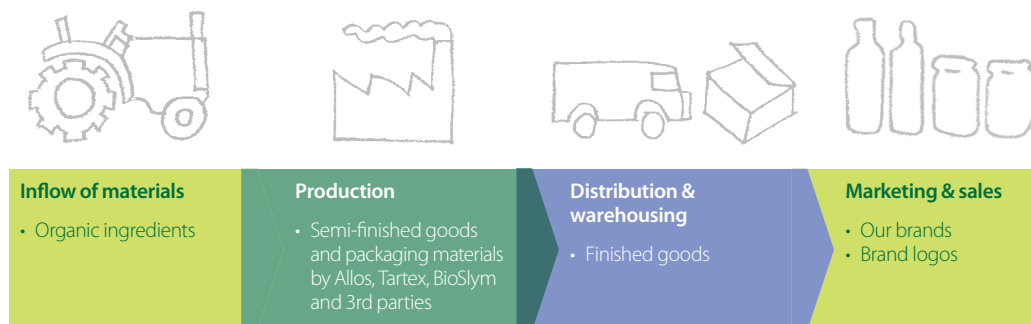 Inflow of materials
• Organic ingredients
Production
• Semi-finished goods
and packaging materials
by Allos, Tartex, BioSlym
and 3rd parties
Distribution &
warehousing
• Finished goods
Marketing & sales
• Our brands
• Brand logos